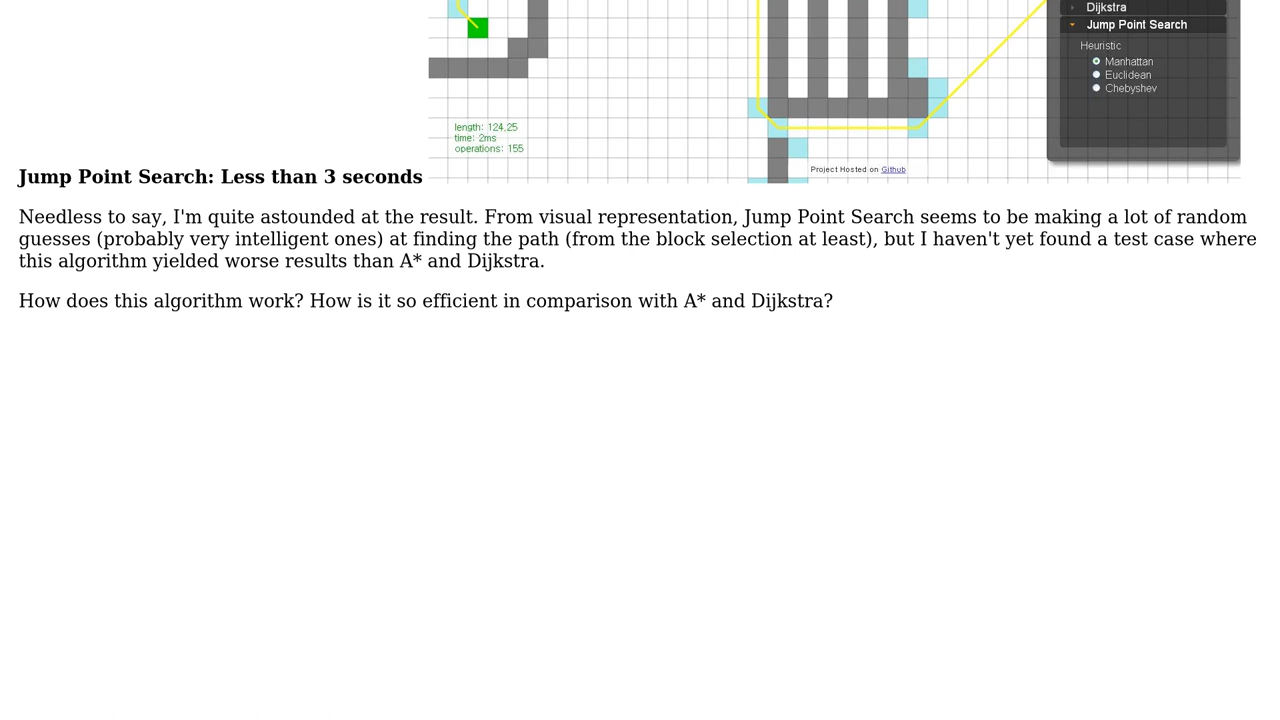 Dijkstra
Jump Point Search
Heuristic
Manhattan
Euclidean
Chebyshev
length: 124.25
time: 2ms
operations: 155
Project Hosted on Github
Jump Point Search: Less than 3 seconds
Needless to say, I'm quite astounded at the result. From visual representation, Jump Point Search seems to be making a lot of random
guesses (probably very intelligent ones) at finding the path (from the block selection at least), but I haven't yet found a test case where
this algorithm yielded worse results than A* and Dijkstra.
How does this algorithm work? How is it so efficient in comparison with A* and Dijkstra?